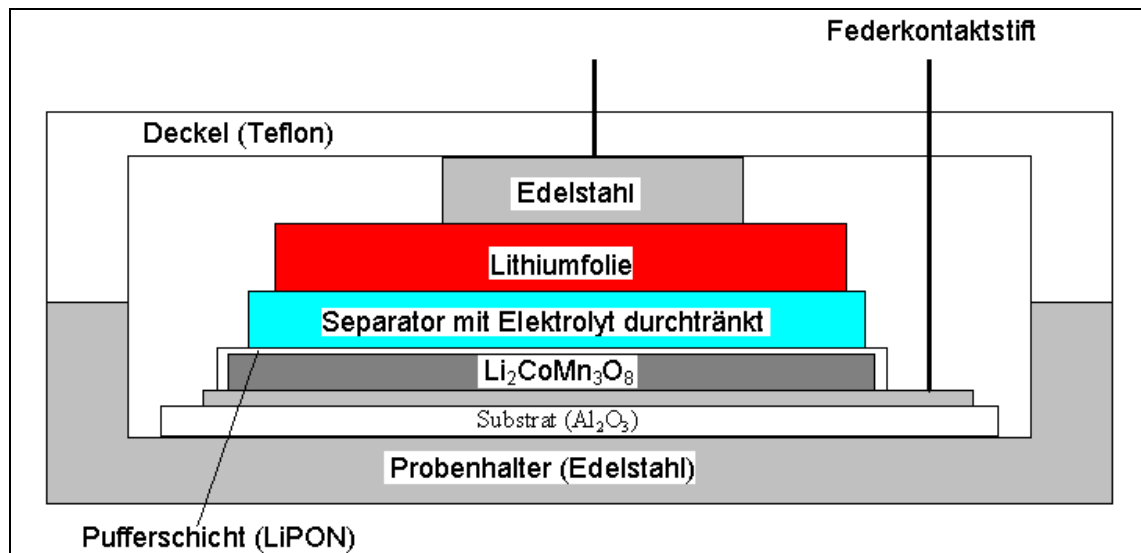 Federkontaktstift
Deckel (Teflon)
Edelstahl
Lithiumfolie
Separator mit Elektrolyt durchtränkt
Li₂CoMn₃O₈
Substrat (Al₂O₃)
Probenhalter (Edelstahl)
Pufferschicht (LiPON)